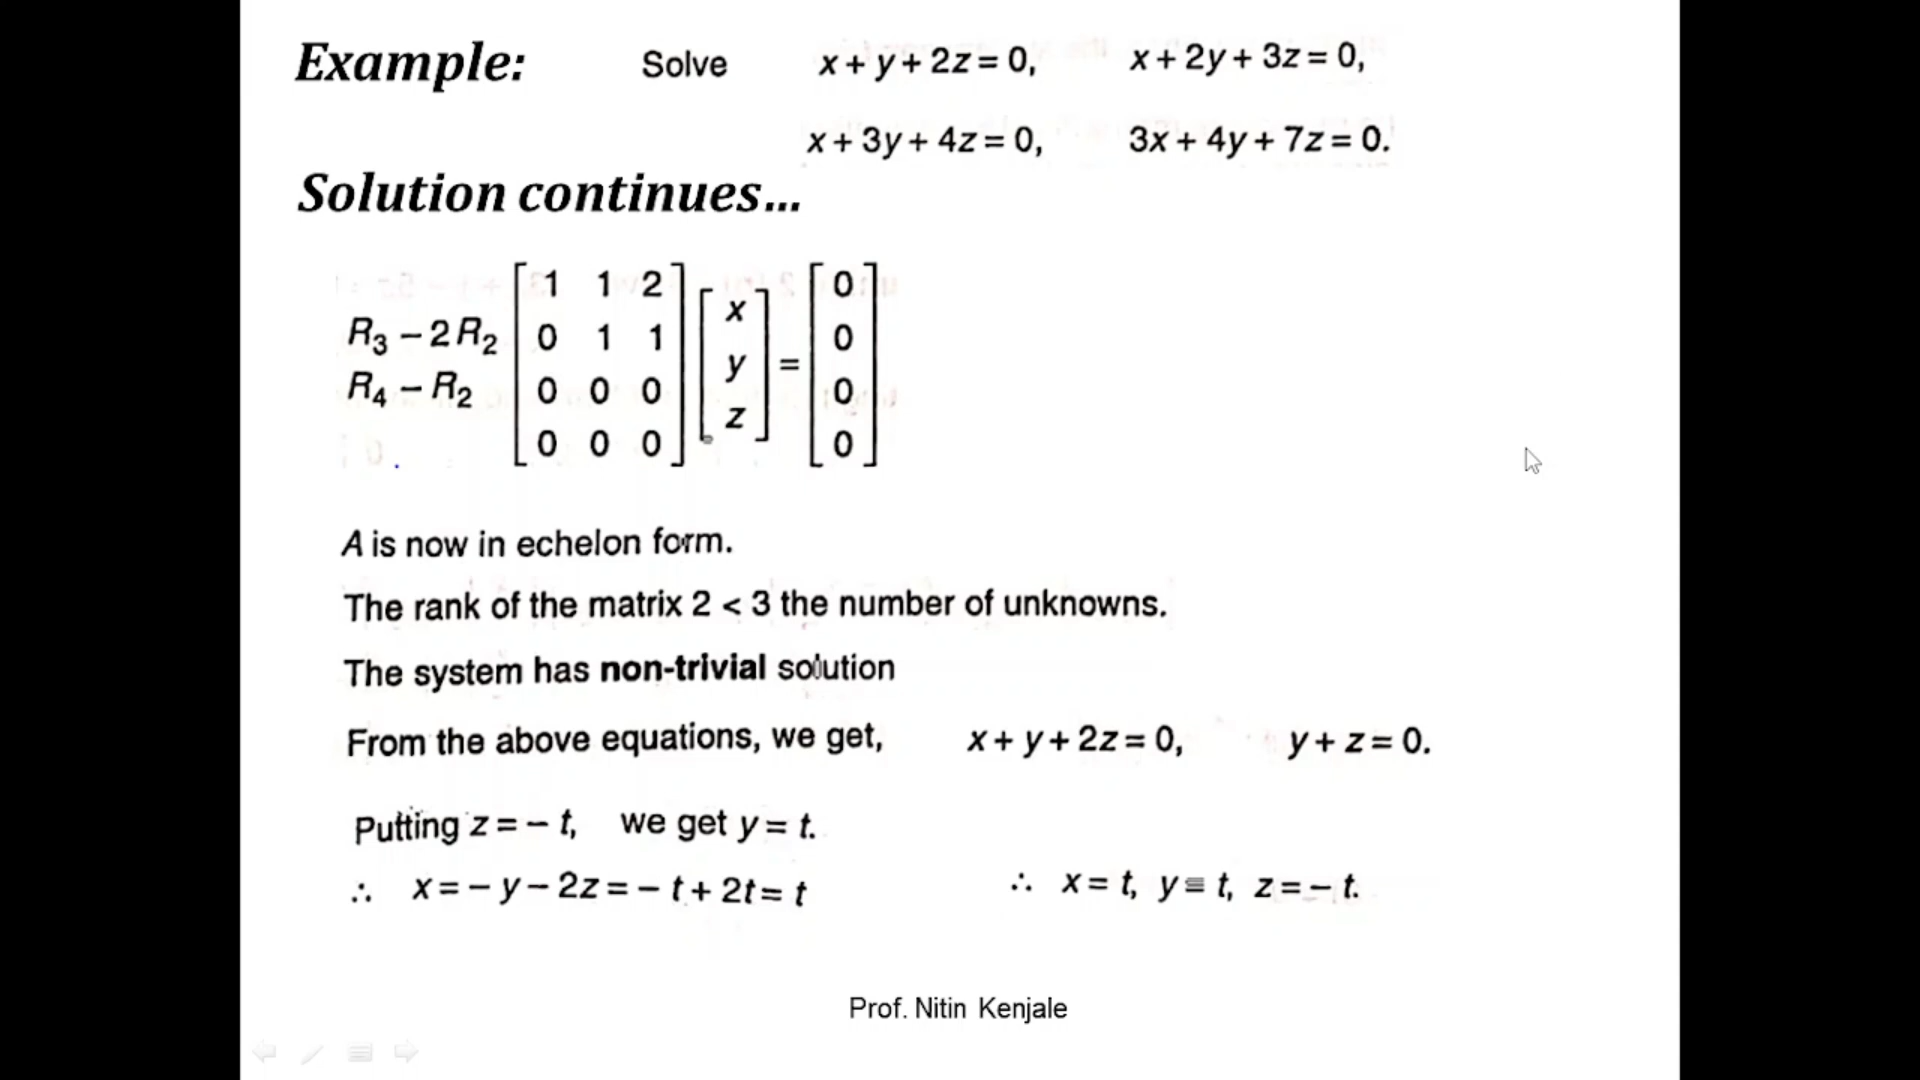 Example: Solve x + y + 2z = 0, x + 2y + 3z = 0,
x + 3y + 4z = 0, 3x + 4y + 7z = 0.
Solution continues...
[1 1 2] [x] = [0]
R3 – 2 R2 [0 1 1] [y] [0]
R4 – R2 [0 0 0] [z] [0]
[0 0 0] [0]
A is now in echelon form.
The rank of the matrix 2 < 3 the number of unknowns.
The system has non-trivial solution
From the above equations, we get, x + y + 2z = 0, y + z = 0.
Putting z = – t, we get y = t.
∴ x = – y – 2z = – t + 2t = t ∴ x = t, y = t, z = – t.
Prof. Nitin Kenjale